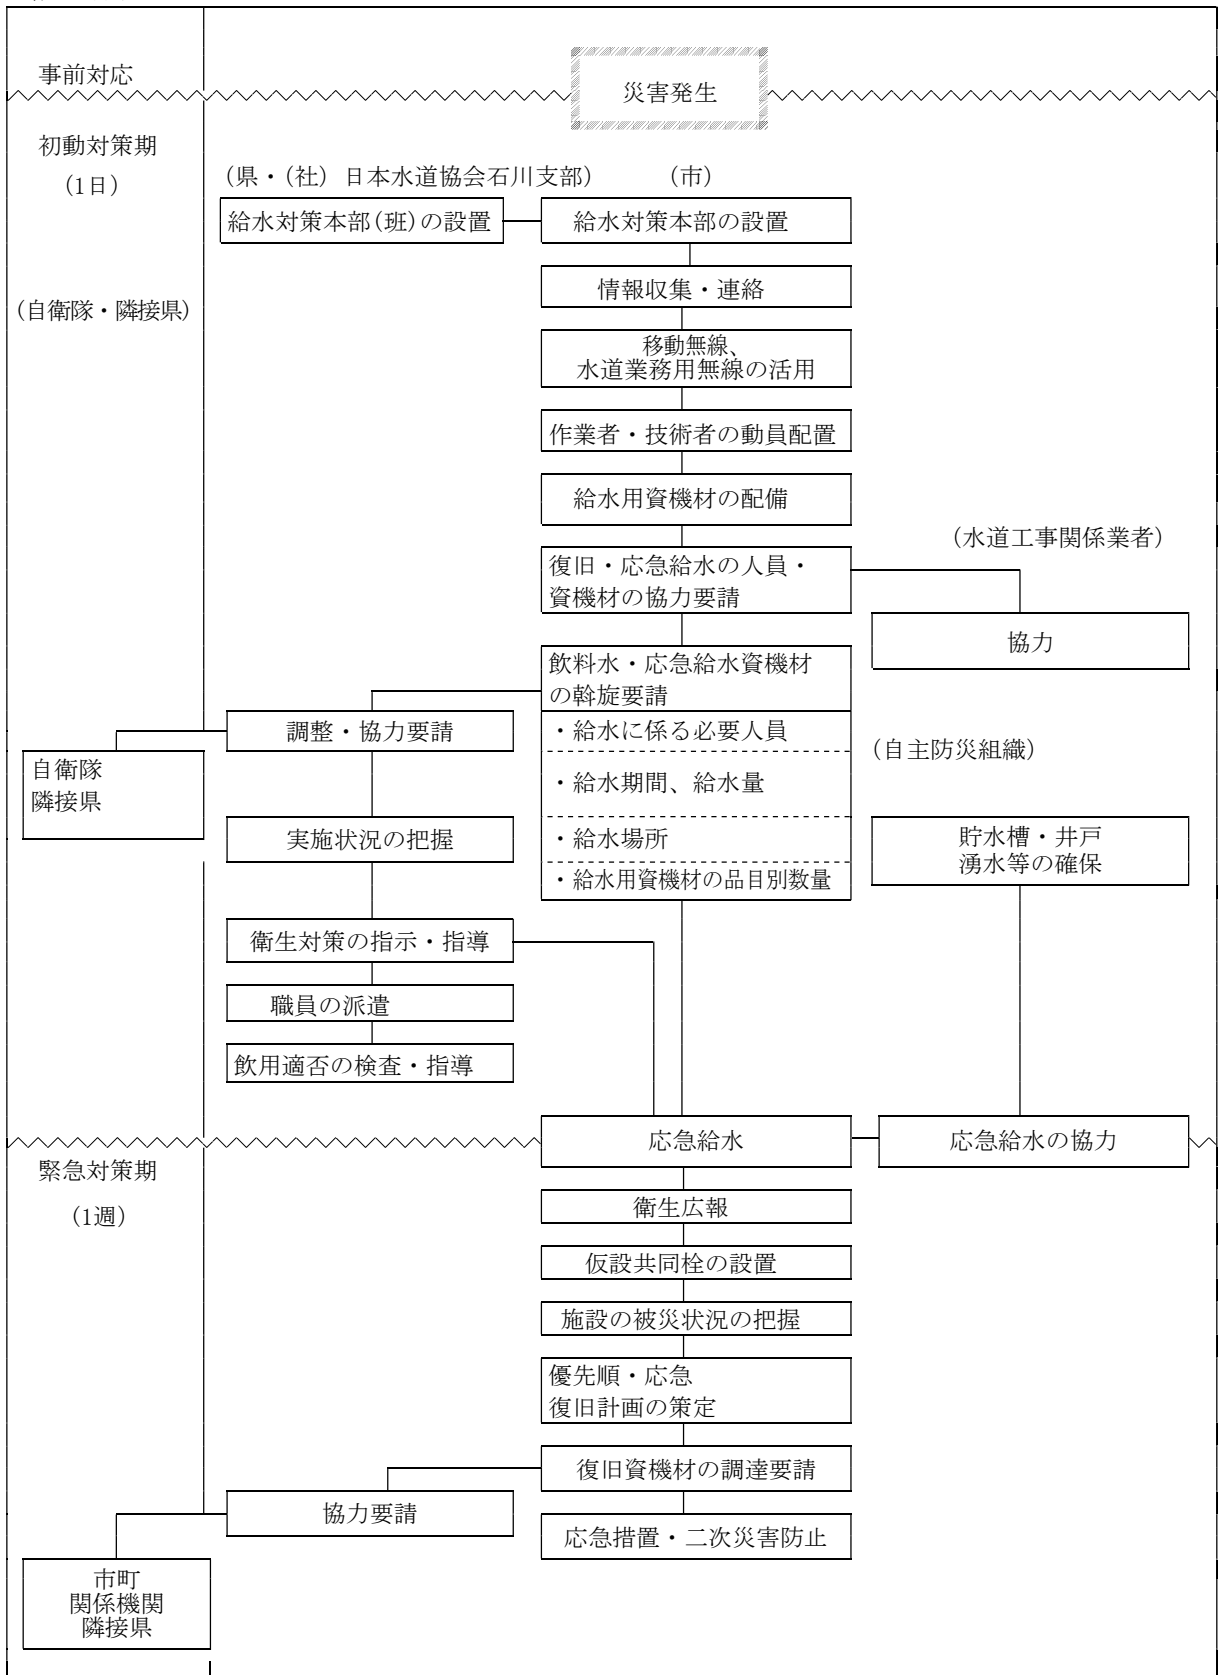 事前対応
災害発生
初動対策期
(1日)
(県・(社) 日本水道協会石川支部)
(市)
給水対策本部(班)の設置
給水対策本部の設置
情報収集・連絡
(自衛隊・隣接県)
移動無線、
水道業務用無線の活用
作業者・技術者の動員配置
給水用資機材の配備
(水道工事関係業者)
復旧・応急給水の人員・
資機材の協力要請
協力
飲料水・応急給水資機材
の斡旋要請
調整・協力要請
・給水に係る必要人員
(自主防災組織)
自衛隊
隣接県
・給水期間、給水量
実施状況の把握
・給水場所
貯水槽・井戸
湧水等の確保
・給水用資機材の品目別数量
衛生対策の指示・指導
職員の派遣
飲用適否の検査・指導
応急給水
応急給水の協力
緊急対策期
(1週)
衛生広報
仮設共同栓の設置
施設の被災状況の把握
優先順・応急
復旧計画の策定
復旧資機材の調達要請
協力要請
応急措置・二次災害防止
市町
関係機関
隣接県